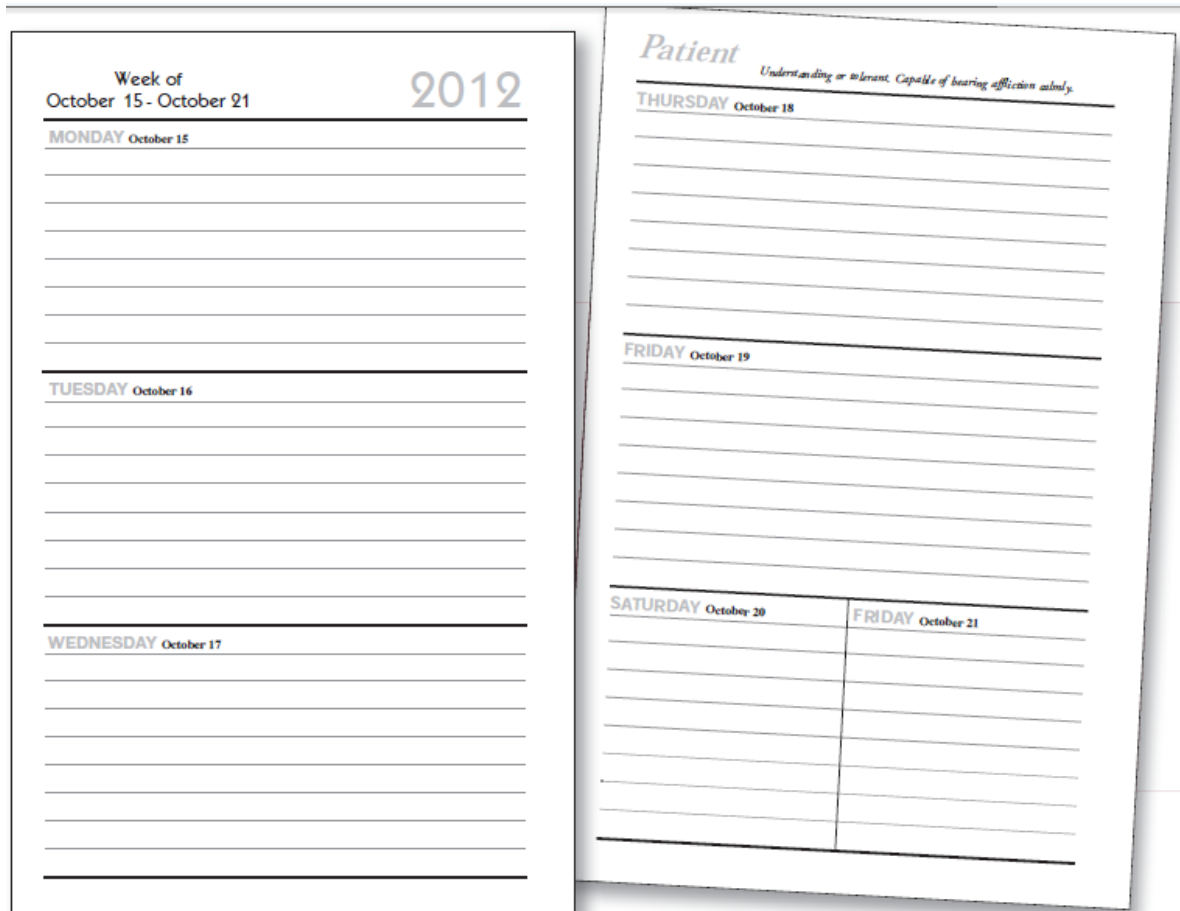 Week of
October 15 - October 21
2012
MONDAY October 15
TUESDAY October 16
WEDNESDAY October 17
Patient
Understanding or tolerant. Capable of bearing affliction calmly.
THURSDAY October 18
FRIDAY October 19
SATURDAY October 20
FRIDAY October 21